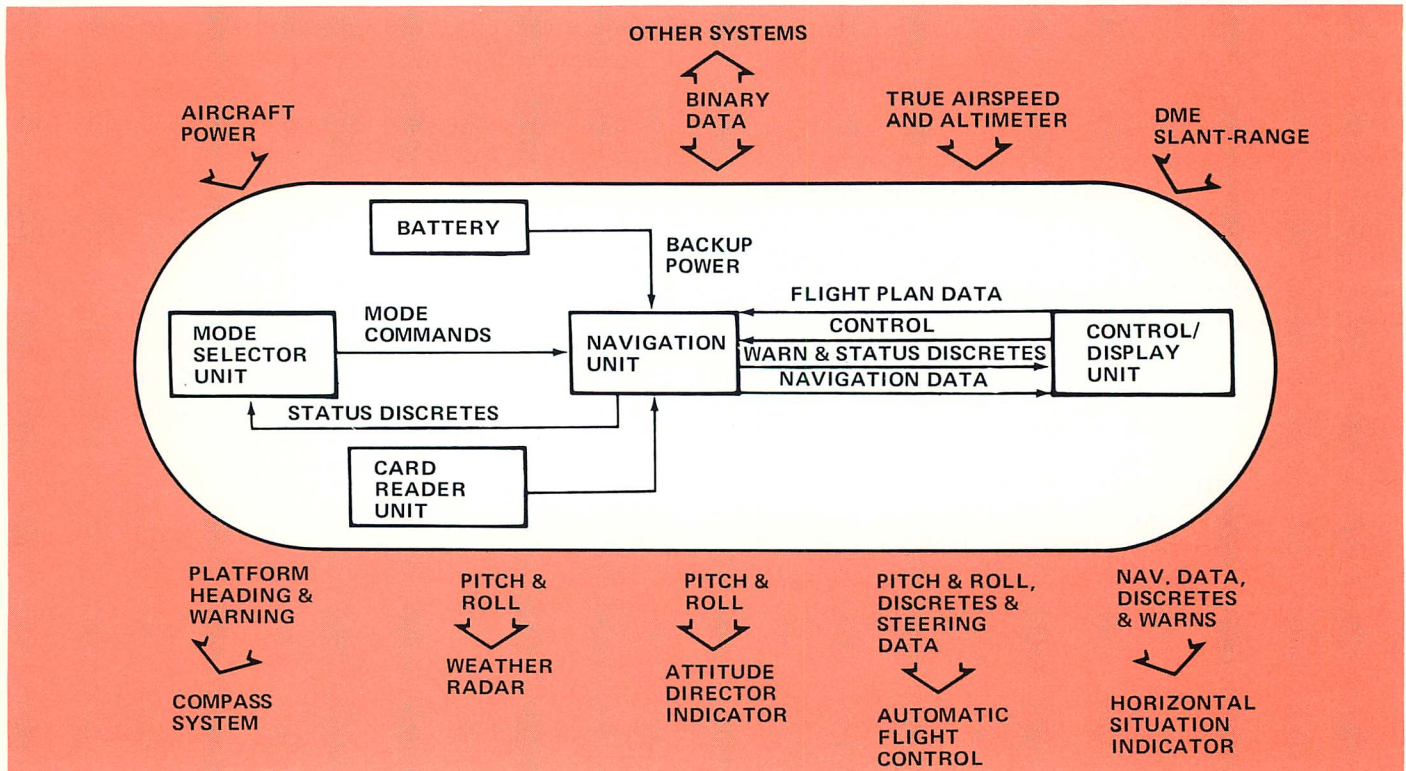 OTHER SYSTEMS
BINARY
DATA
TRUE AIRSPEED
AND ALTIMETER
DME
SLANT-RANGE
AIRCRAFT
POWER
BATTERY
BACKUP
POWER
MODE
SELECTOR
UNIT
MODE
COMMANDS
NAVIGATION
UNIT
FLIGHT PLAN DATA
CONTROL
WARN & STATUS DISCRETES
NAVIGATION DATA
CONTROL/
DISPLAY
UNIT
STATUS DISCRETES
CARD
READER
UNIT
PLATFORM
HEADING &
WARNING
COMPASS
SYSTEM
PITCH &
ROLL
WEATHER
RADAR
PITCH &
ROLL
ATTITUDE
DIRECTOR
INDICATOR
PITCH & ROLL,
DISCRETES &
STEERING
DATA
AUTOMATIC
FLIGHT
CONTROL
NAV. DATA,
DISCRETES
& WARNS
HORIZONTAL
SITUATION
INDICATOR